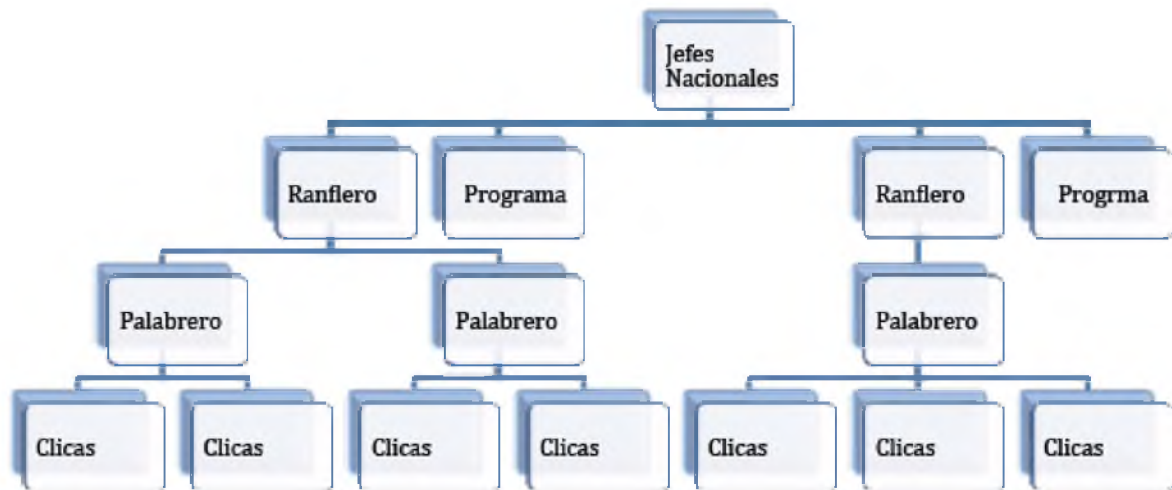 Jefes
Nacionales
Ranflero
Programa
Ranflero
Progrma
Palabrero
Palabrero
Palabrero
Clicas
Clicas
Clicas
Clicas
Clicas
Clicas
Clicas